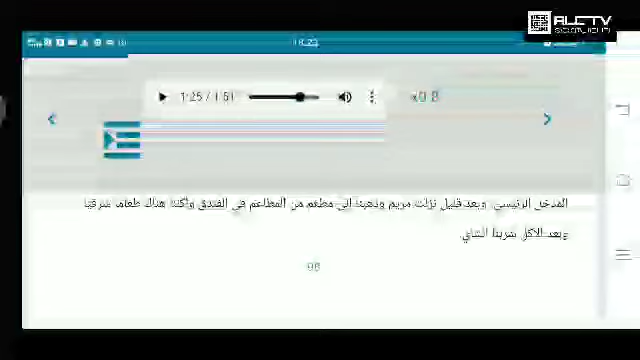 ALCTV
1:25 / 1:51
x0.8
المدخل الرئيسي. وبعد قليل نزلت مريم وذهبنا إلى مطعم من المطاعم في الفندق وأكلنا هناك طعاما شرقيا
وبعد الأكل شربنا الشاي.
98